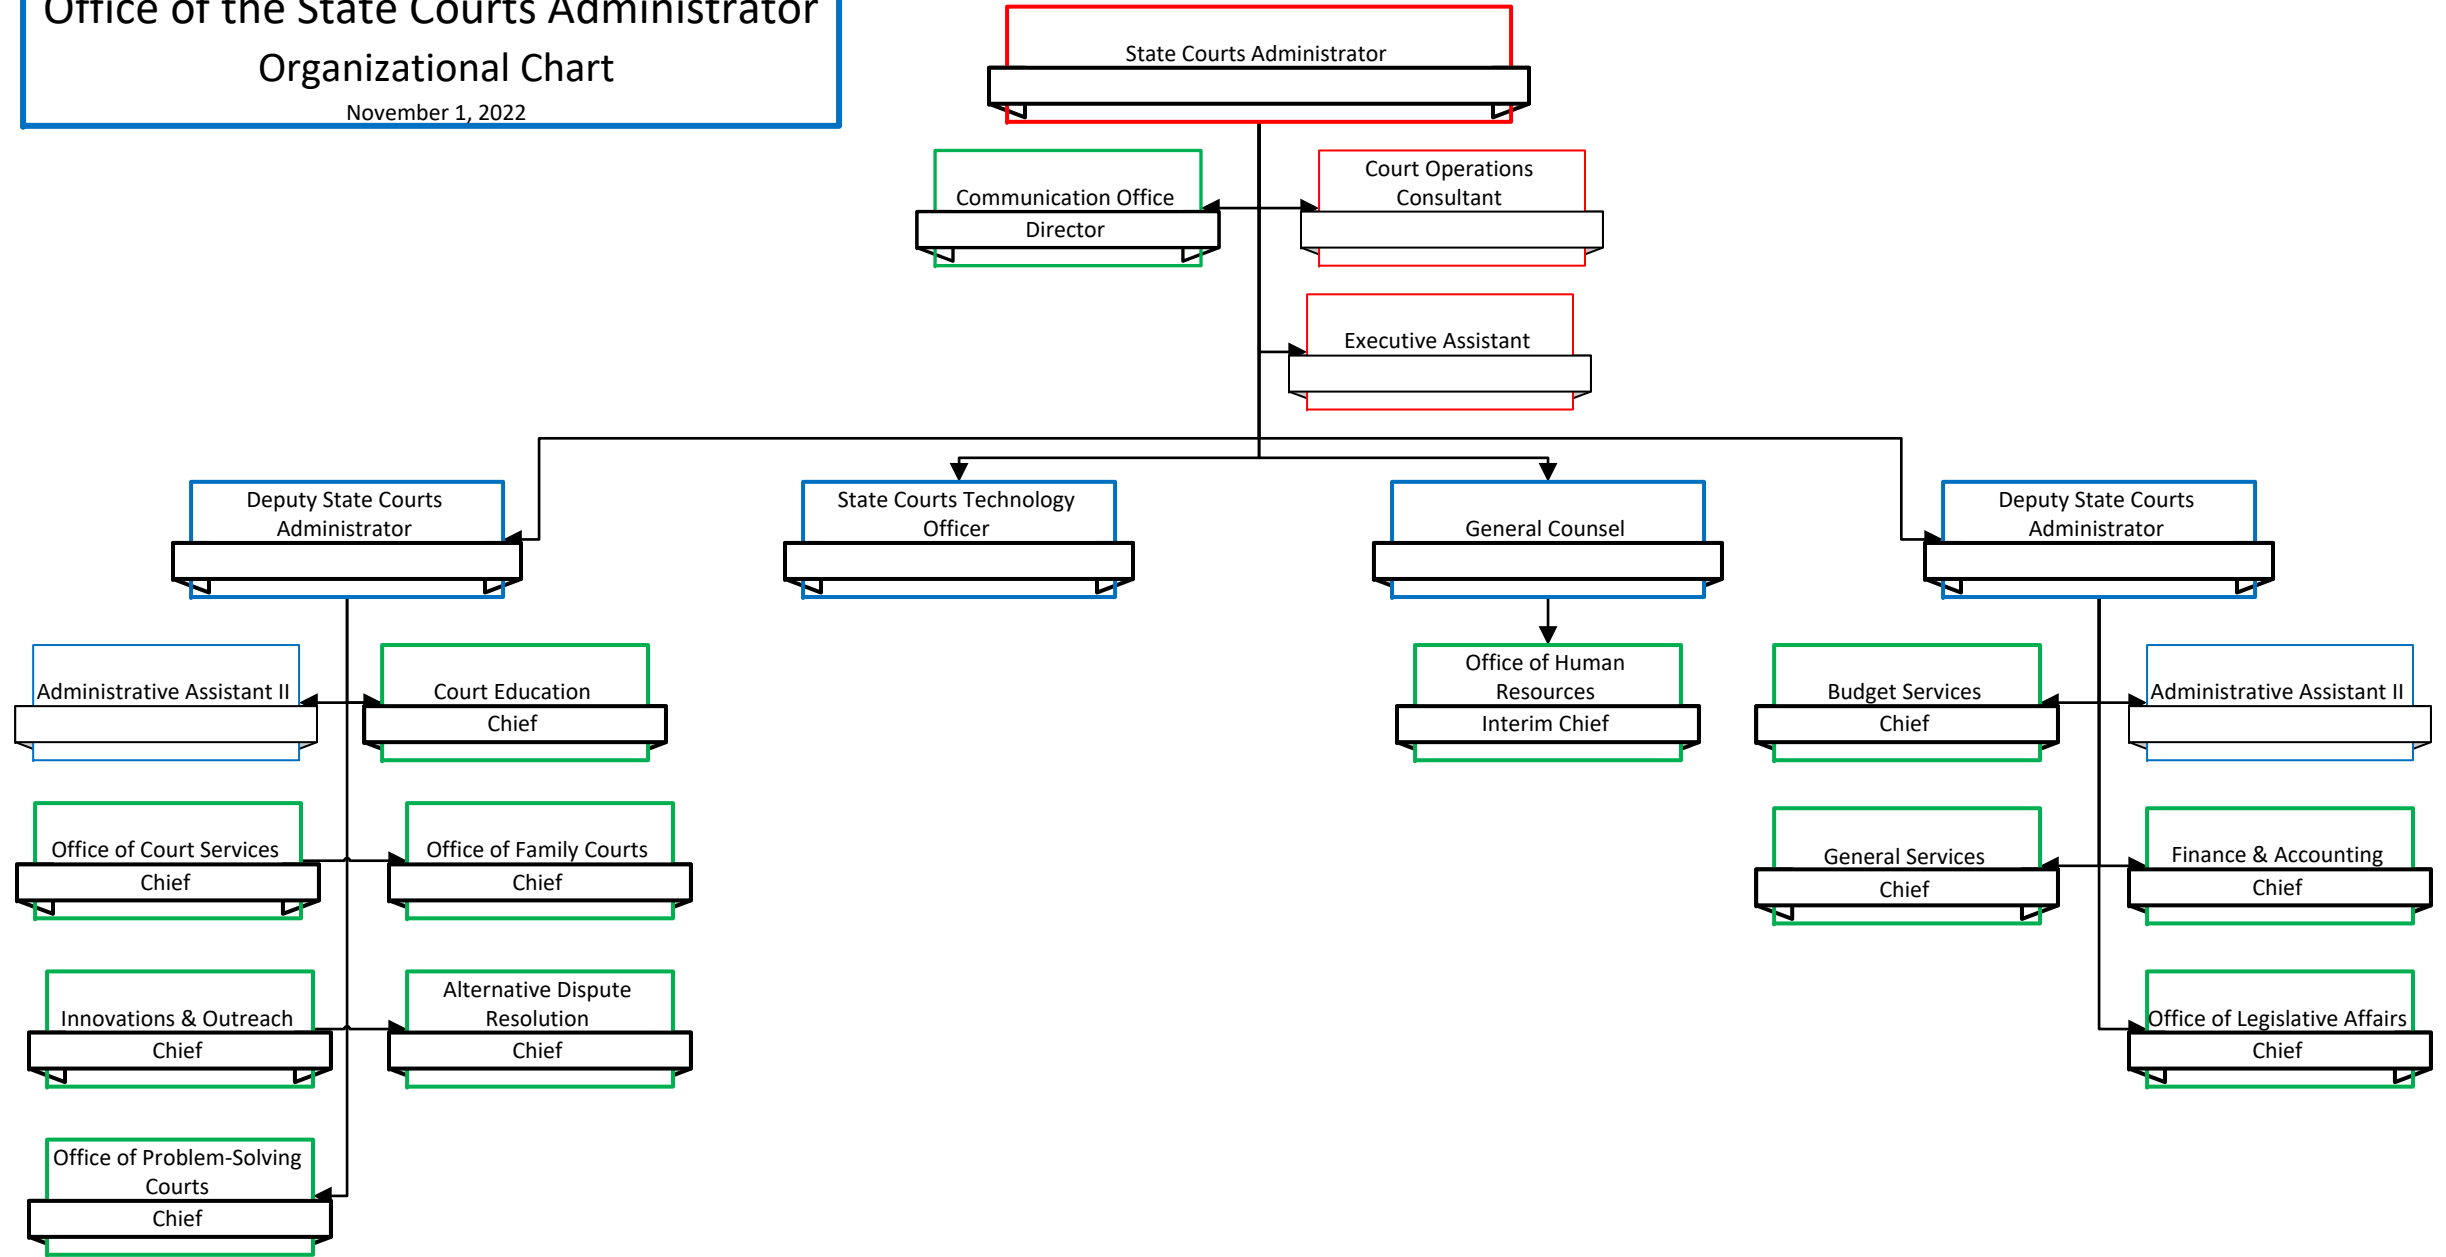 Office of the State Courts Administrator
Organizational Chart
November 1, 2022
State Courts Administrator
Communication Office
Director
Court Operations
Consultant
Executive Assistant
Deputy State Courts
Administrator
State Courts Technology
Officer
General Counsel
Deputy State Courts
Administrator
Administrative Assistant II
Court Education
Chief
Office of Human
Resources
Interim Chief
Budget Services
Chief
Administrative Assistant II
Office of Court Services
Chief
Office of Family Courts
Chief
General Services
Chief
Finance & Accounting
Chief
Innovations & Outreach
Chief
Alternative Dispute
Resolution
Chief
Office of Legislative Affairs
Chief
Office of Problem-Solving
Courts
Chief